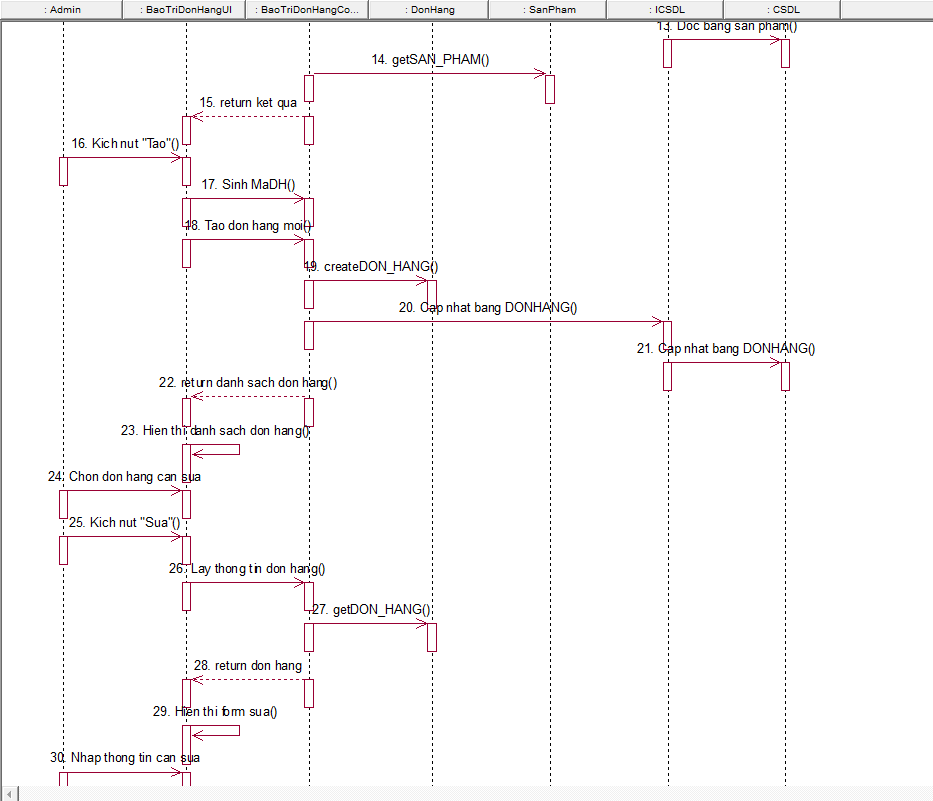 : Admin
: BaoTriDonHangUI
: BaoTriDonHangCo...
: DonHang
: SanPham
: ICSDL
: CSDL
13. Doc bang san pham()
14. getSAN_PHAM()
15. return ket qua
16. Kich nut "Tao"()
17. Sinh MaDH()
18. Tao don hang moi()
19. createDON_HANG()
20. Cap nhat bang DONHANG()
21. Cap nhat bang DONHANG()
22. return danh sach don hang()
23. Hien thi danh sach don hang()
24. Chon don hang can sua
25. Kich nut "Sua"()
26. Lay thong tin don hang()
27. getDON_HANG()
28. return don hang
29. Hien thi form sua()
30. Nhap thong tin can sua